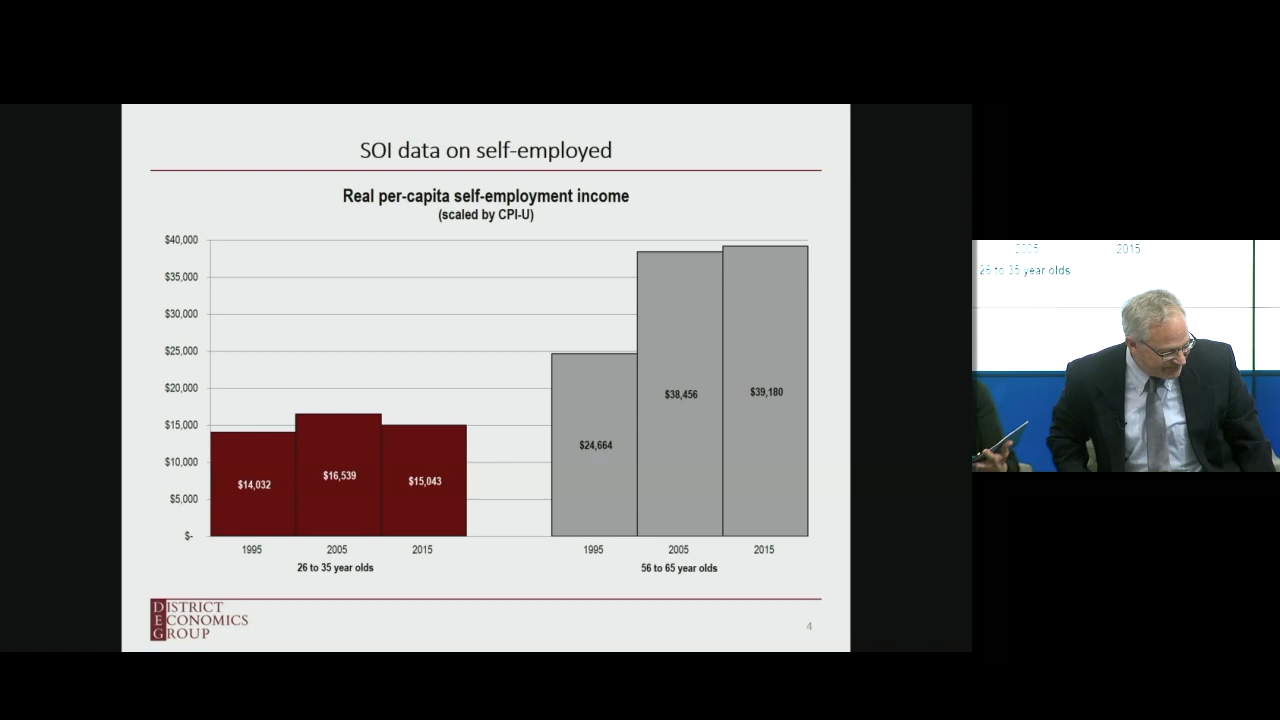 SOI data on self-employed
Real per-capita self-employment income
(scaled by CPI-U)
$40,000
$35,000
$30,000
$25,000
$20,000
$15,000
$10,000
$5,000
$-
$14,032
$16,539
$15,043
$24,664
$38,456
$39,180
1995
2005
2015
1995
2005
2015
26 to 35 year olds
56 to 65 year olds
DISTRICT
ECONOMICS
GROUP
4
2005
2015
26 to 35 year olds